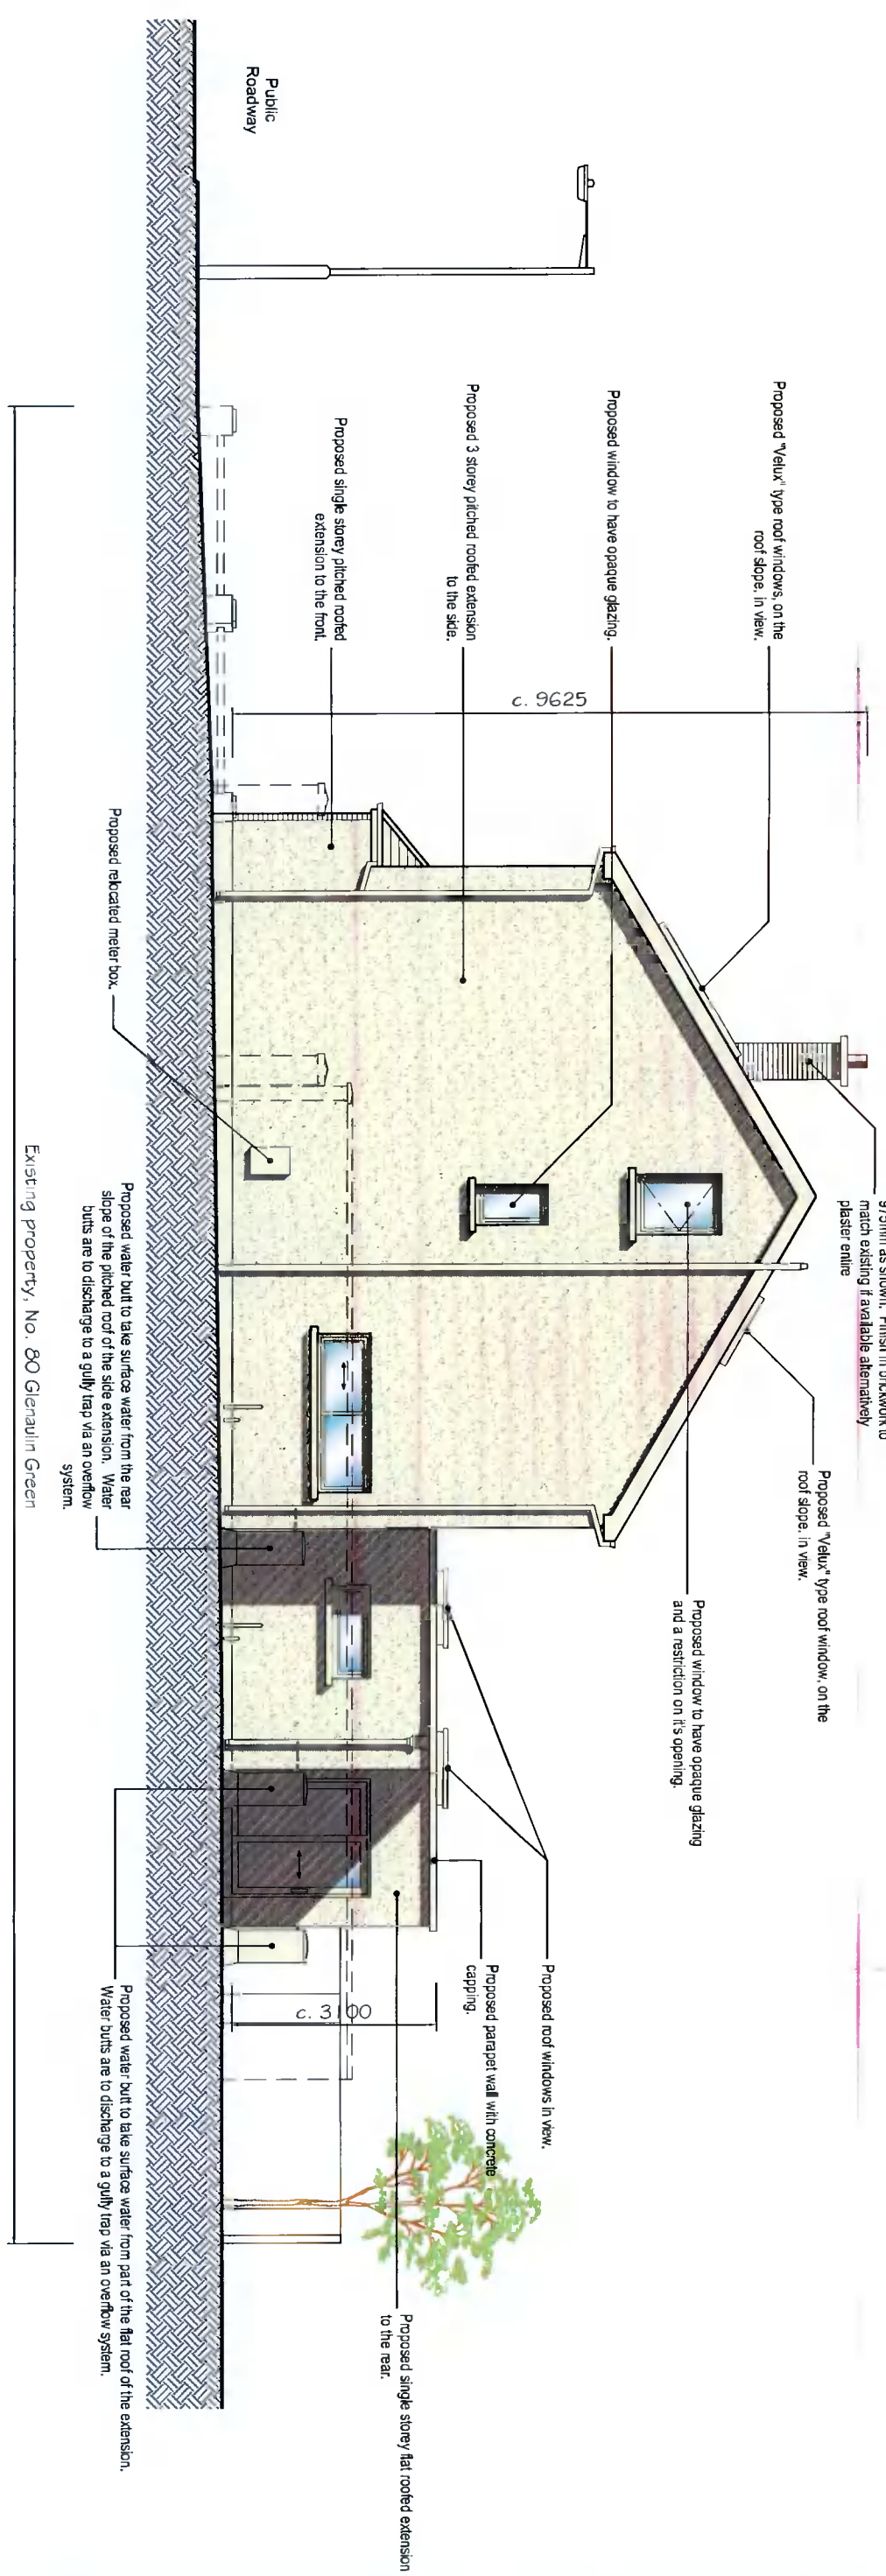 975mm as shown. Finish in brickwork to
match existing if available alternatively
plaster entire
Proposed "Velux" type roof windows, on the
roof slope, in view.
Proposed "Velux" type roof window, on the
roof slope, in view.
Proposed window to have opaque glazing.
Proposed window to have opaque glazing
and a restriction on it's opening.
Proposed 3 storey pitched roofed extension
to the side.
Proposed roof windows in view.
Proposed parapet wall with concrete
capping.
Proposed single storey pitched roofed
extension to the front.
Proposed single storey flat roofed extension
to the rear.
Public
Roadway
c. 9625
c. 3100
Proposed relocated meter box.
Proposed water butt to take surface water from the rear
slope of the pitched roof of the side extension. Water
butts are to discharge to a gully trap via an overflow
system.
Proposed water butt to take surface water from part of the flat roof of the extension.
Water butts are to discharge to a gully trap via an overflow system.
Existing property, No. 80 Glenaulin Green